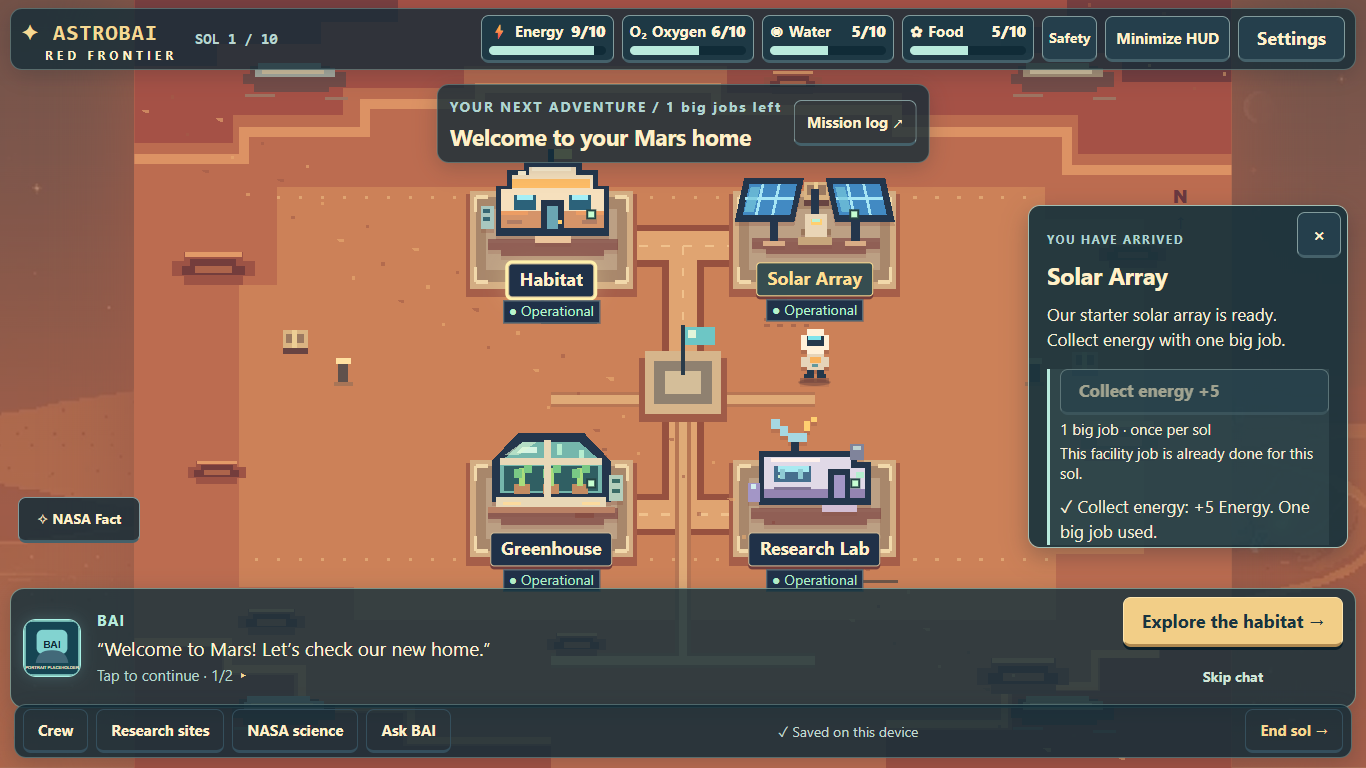 ✦ ASTROBAI
RED FRONTIER
SOL 1 / 10
Energy 9/10
O₂ Oxygen 6/10
Water 5/10
Food 5/10
Safety
Minimize HUD
Settings
YOUR NEXT ADVENTURE / 1 big jobs left
Welcome to your Mars home
Mission log ↗
N
Habitat
• Operational
Solar Array
• Operational
Greenhouse
• Operational
Research Lab
• Operational
YOU HAVE ARRIVED
×
Solar Array
Our starter solar array is ready.
Collect energy with one big job.
Collect energy +5
1 big job · once per sol
This facility job is already done for this
sol.
✓ Collect energy: +5 Energy. One
big job used.
✧ NASA Fact
BAI
PORTRAIT PLACEHOLDER
BAI
“Welcome to Mars! Let’s check our new home.”
Tap to continue · 1/2 ▸
Explore the habitat →
Skip chat
Crew
Research sites
NASA science
Ask BAI
✓ Saved on this device
End sol →